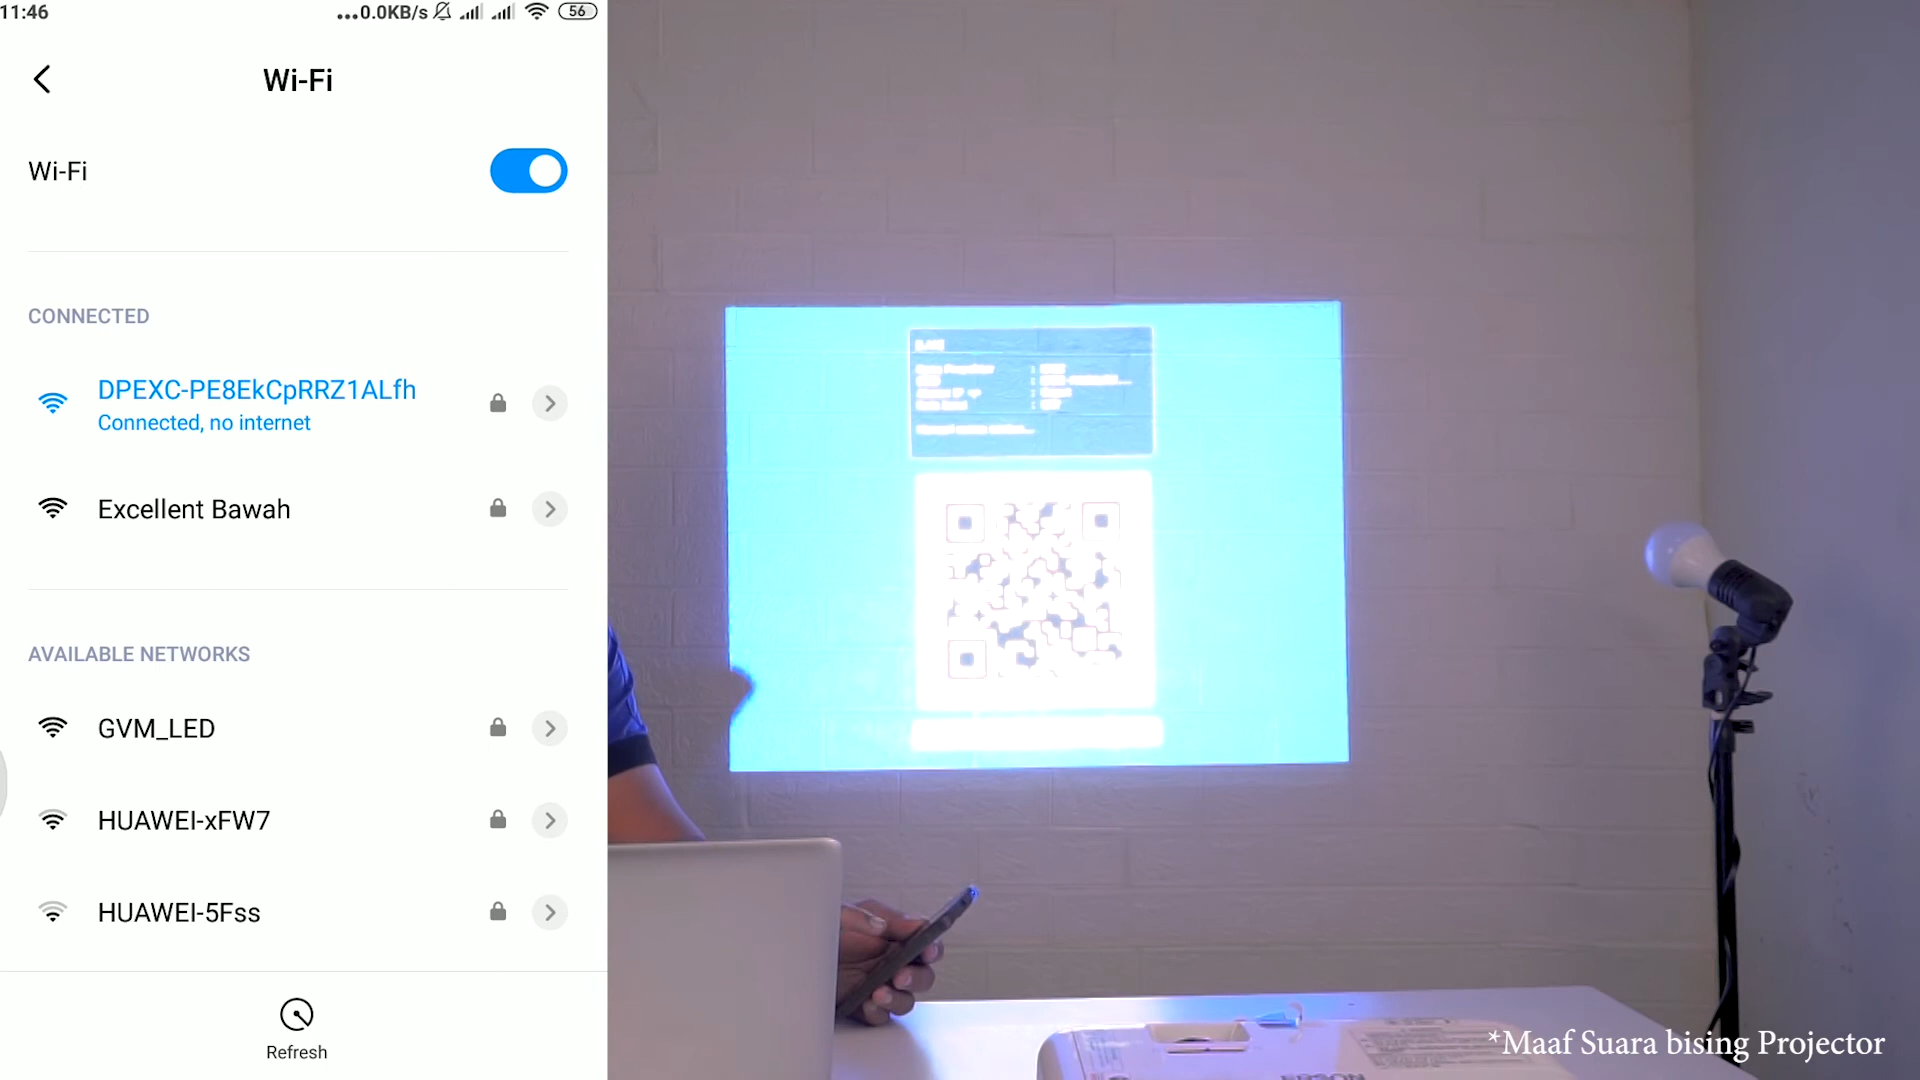 11:46
...0.0KB/s
56
Wi-Fi
Wi-Fi
CONNECTED
DPEXC-PE8EkCpRRZ1ALfh
Connected, no internet
Excellent Bawah
AVAILABLE NETWORKS
GVM_LED
HUAWEI-xFW7
HUAWEI-5Fss
Refresh
*Maaf Suara bising Projector
EPSON